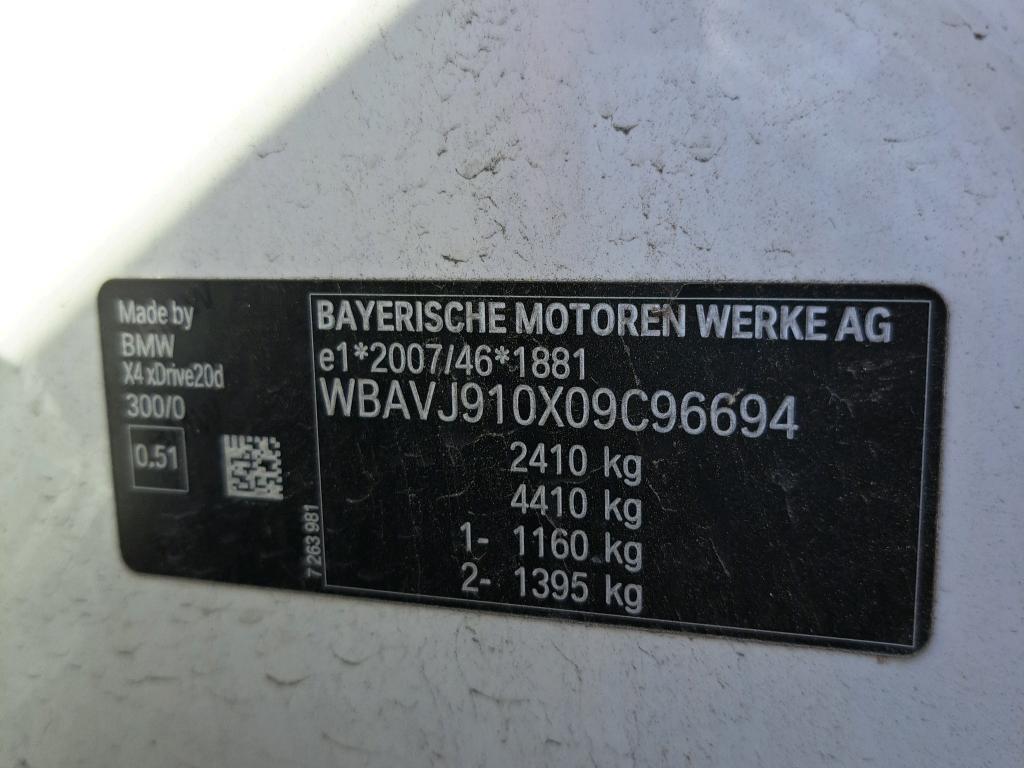 Made by
BMW
X4 xDrive20d
300/0
0.51
7 263 981
BAYERISCHE MOTOREN WERKE AG
e1*2007/46*1881
WBAVJ910X09C96694
2410 kg
4410 kg
1- 1160 kg
2- 1395 kg